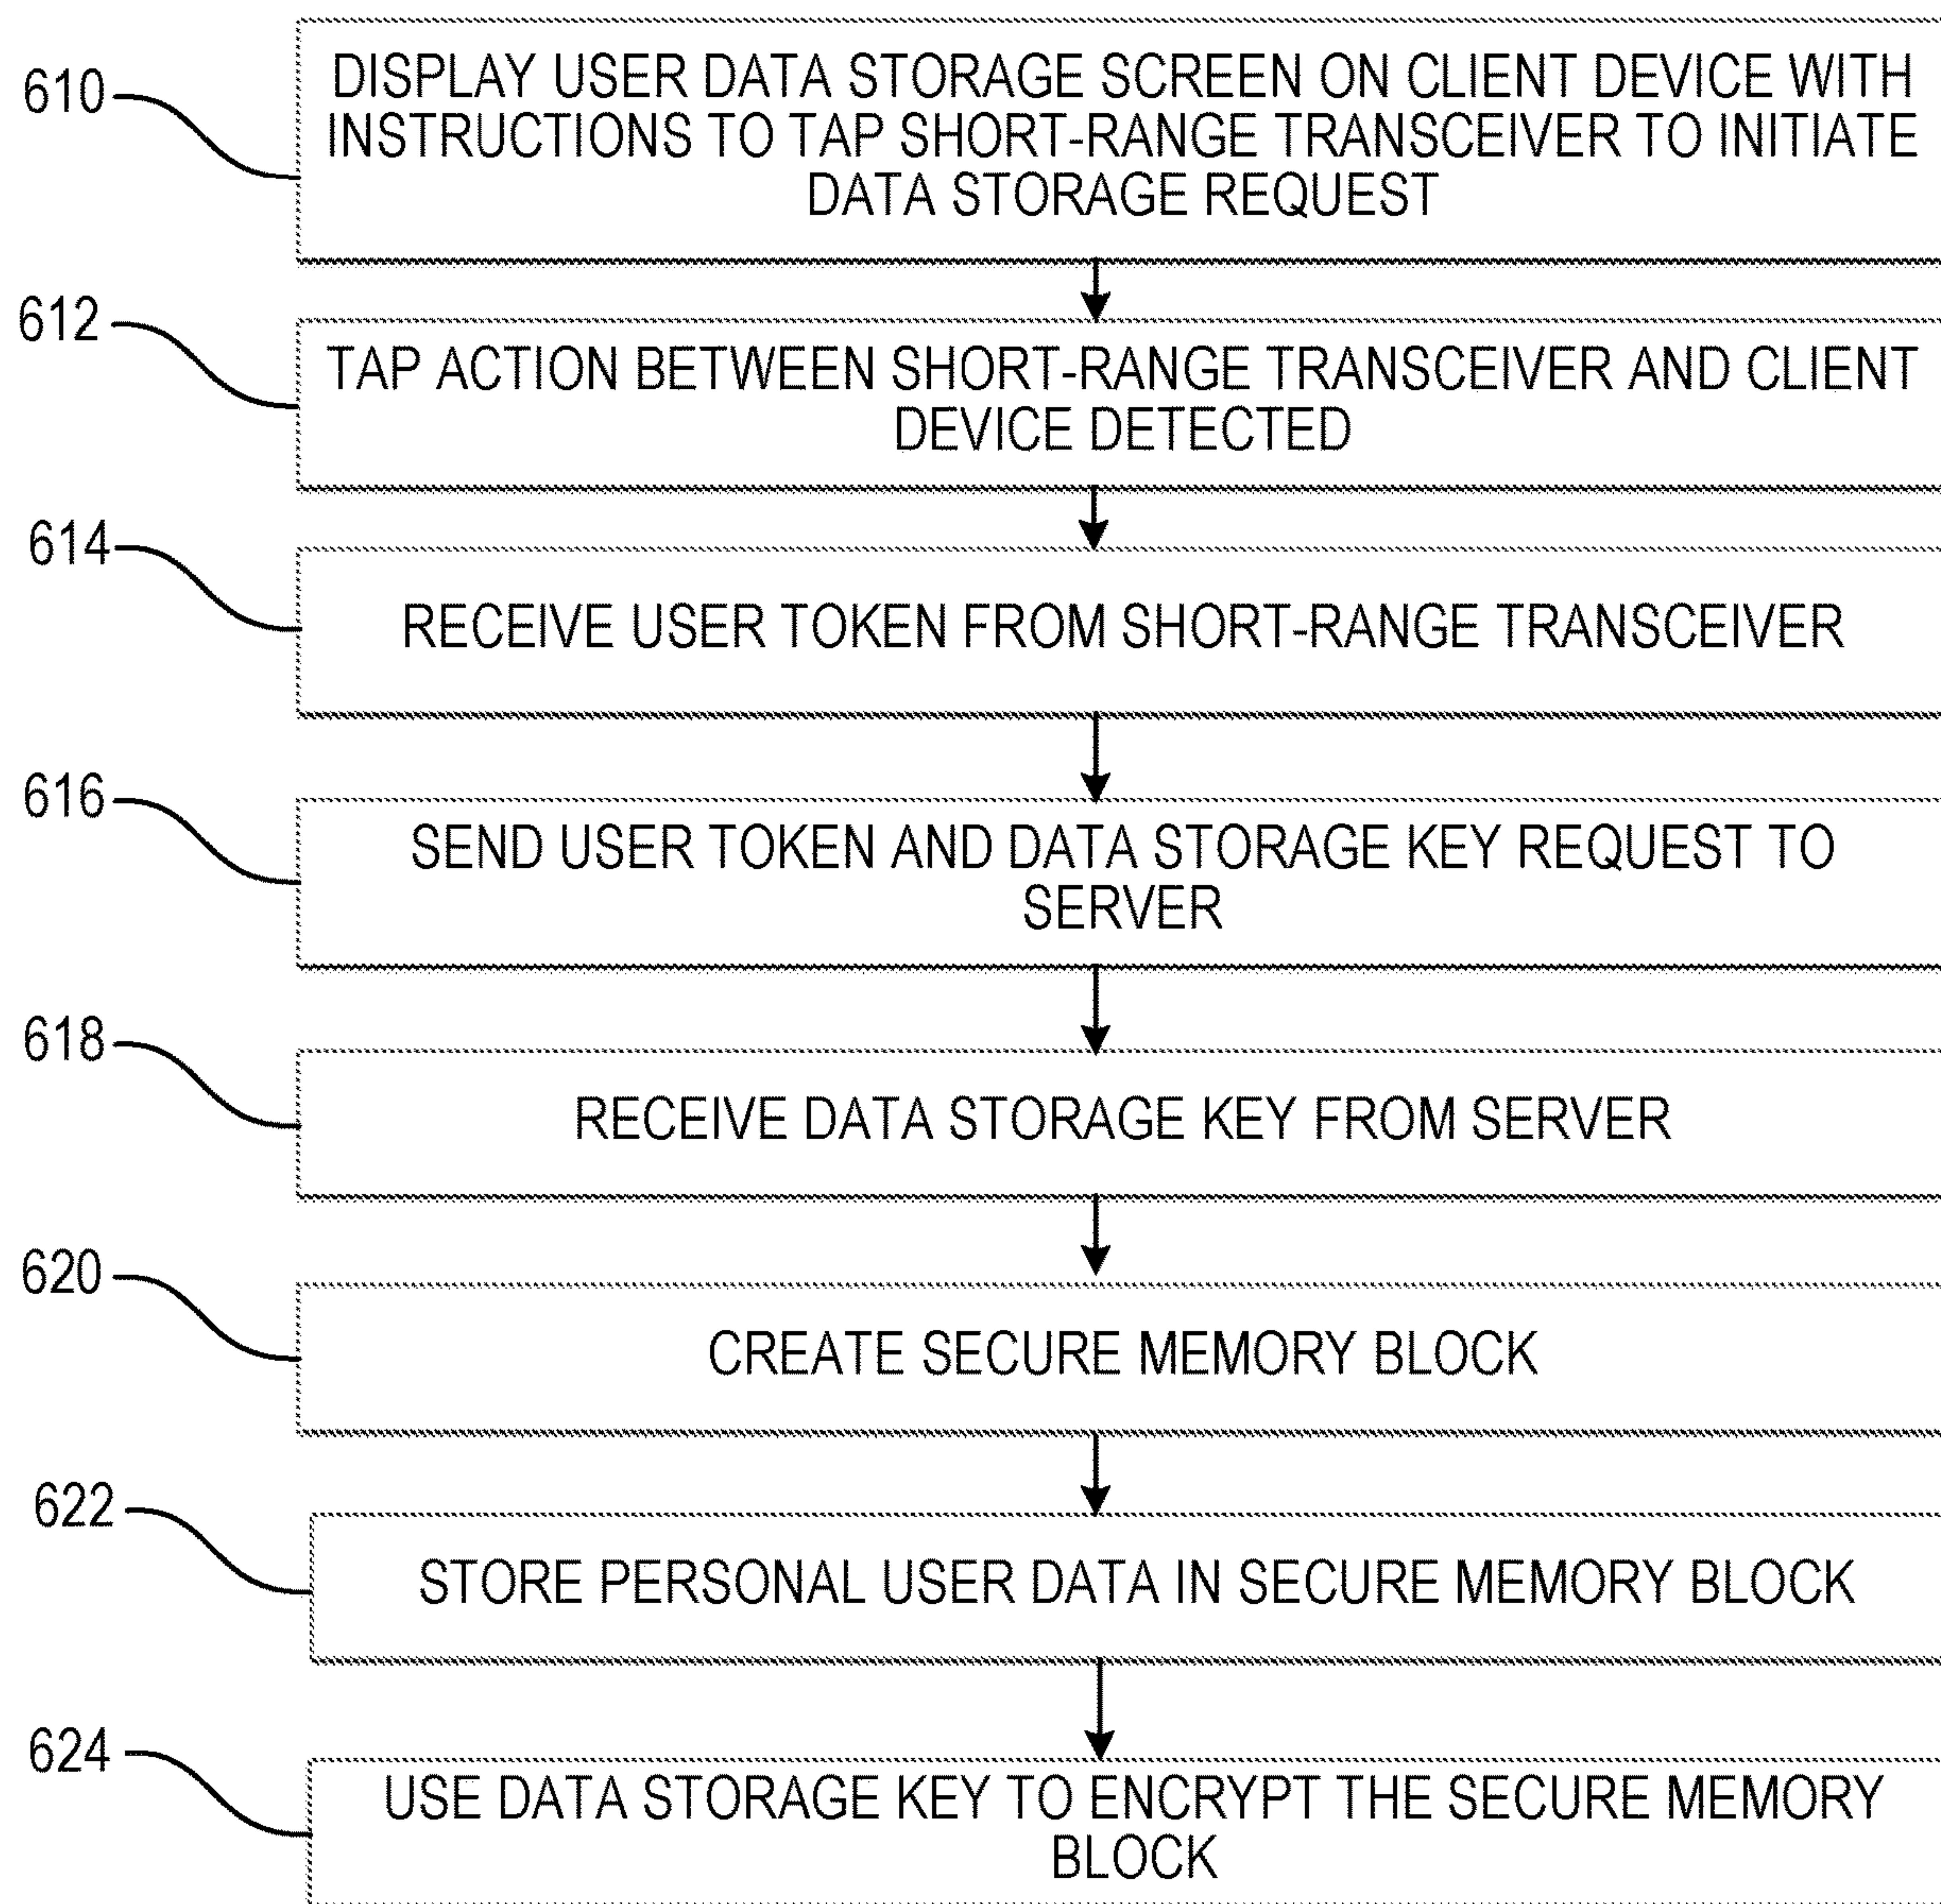 610
DISPLAY USER DATA STORAGE SCREEN ON CLIENT DEVICE WITH
INSTRUCTIONS TO TAP SHORT-RANGE TRANSCEIVER TO INITIATE
DATA STORAGE REQUEST
612
TAP ACTION BETWEEN SHORT-RANGE TRANSCEIVER AND CLIENT
DEVICE DETECTED
614
RECEIVE USER TOKEN FROM SHORT-RANGE TRANSCEIVER
616
SEND USER TOKEN AND DATA STORAGE KEY REQUEST TO
SERVER
618
RECEIVE DATA STORAGE KEY FROM SERVER
620
CREATE SECURE MEMORY BLOCK
622
STORE PERSONAL USER DATA IN SECURE MEMORY BLOCK
624
USE DATA STORAGE KEY TO ENCRYPT THE SECURE MEMORY
BLOCK